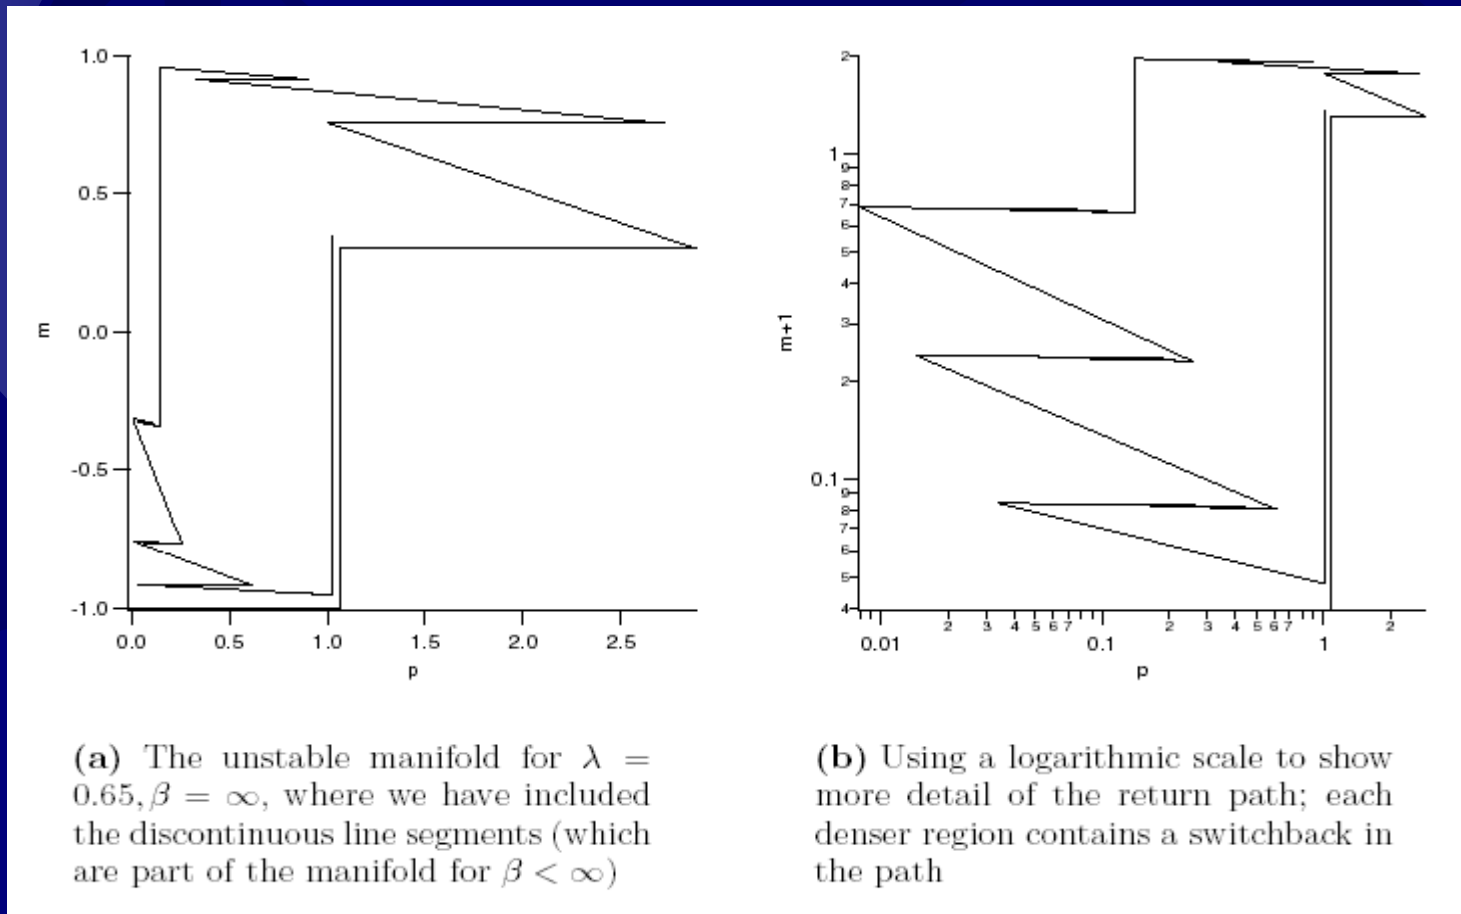 1.0
0.5
0.0
-0.5
-1.0
m
0.0 0.5 1.0 1.5 2.0 2.5
p
2
1
9
8
7
6
5
4
3
2
0.1
9
8
7
6
5
4
m+1
2 3 4 5 6 7 2 3 4 5 6 7 2
0.01 0.1 1
p
(a) The unstable manifold for λ =
0.65, β = ∞, where we have included
the discontinuous line segments (which
are part of the manifold for β < ∞)
(b) Using a logarithmic scale to show
more detail of the return path; each
denser region contains a switchback in
the path